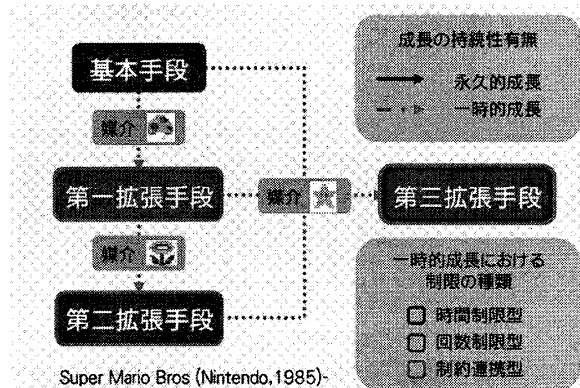 成長の持続性有無
基本手段
永久的成長
一時的成長
媒介
第一拡張手段
媒介
第三拡張手段
媒介
一時的成長における
制限の種類
第二拡張手段
時間制限型
回数制限型
制約連携型
Super Mario Bros (Nintendo,1985)-